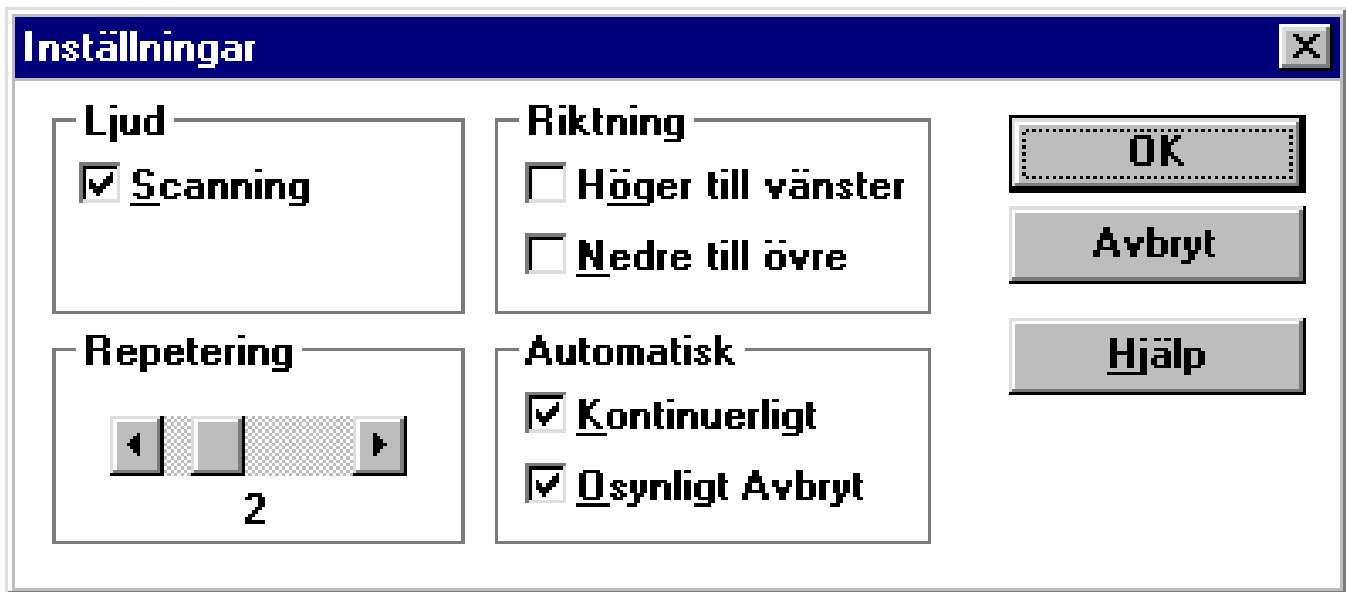 Inställningar
Ljud
Scanning
Riktning
Höger till vänster
Nedre till övre
Repetering
2
Automatisk
Kontinuerligt
Osynligt Avbryt
OK
Avbryt
Hjälp